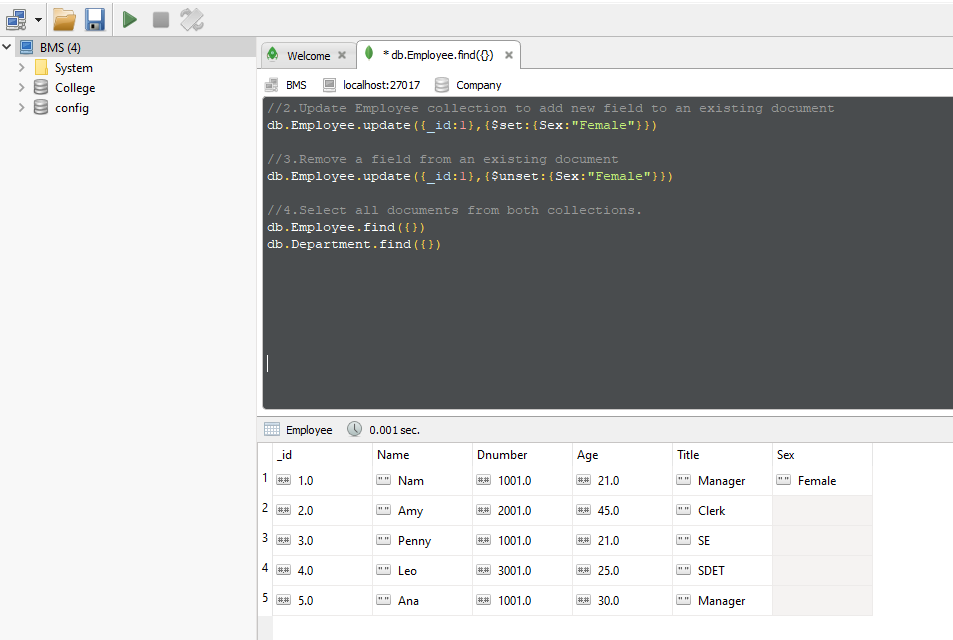 BMS (4)
System
College
config
Welcome
* db.Employee.find({})
BMS localhost:27017 Company
//2.Update Employee collection to add new field to an existing document
db.Employee.update({_id:1},{$set:{Sex:"Female"}})
//3.Remove a field from an existing document
db.Employee.update({_id:1},{$unset:{Sex:"Female"}})
//4.Select all documents from both collections.
db.Employee.find({})
db.Department.find({})
Employee 0.001 sec.
_id Name Dnumber Age Title Sex
1 ## 1.0 "" Nam ## 1001.0 ## 21.0 "" Manager "" Female
2 ## 2.0 "" Amy ## 2001.0 ## 45.0 "" Clerk
3 ## 3.0 "" Penny ## 1001.0 ## 21.0 "" SE
4 ## 4.0 "" Leo ## 3001.0 ## 25.0 "" SDET
5 ## 5.0 "" Ana ## 1001.0 ## 30.0 "" Manager